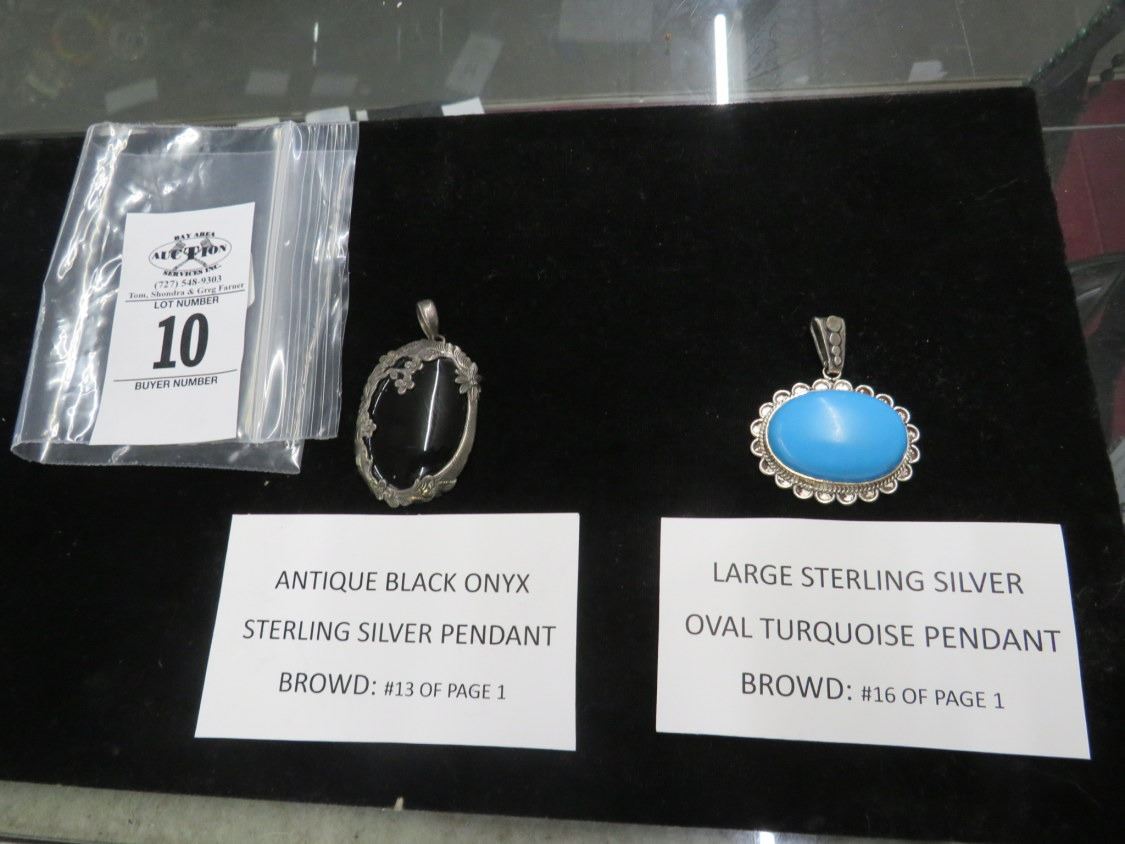 BAY AREA
AUCTION
SERVICES INC.
(727) 548-9303
Tom, Shondra & Greg Farner
LOT NUMBER
10
BUYER NUMBER
ANTIQUE BLACK ONYX
STERLING SILVER PENDANT
BROWD: #13 OF PAGE 1
LARGE STERLING SILVER
OVAL TURQUOISE PENDANT
BROWD: #16 OF PAGE 1